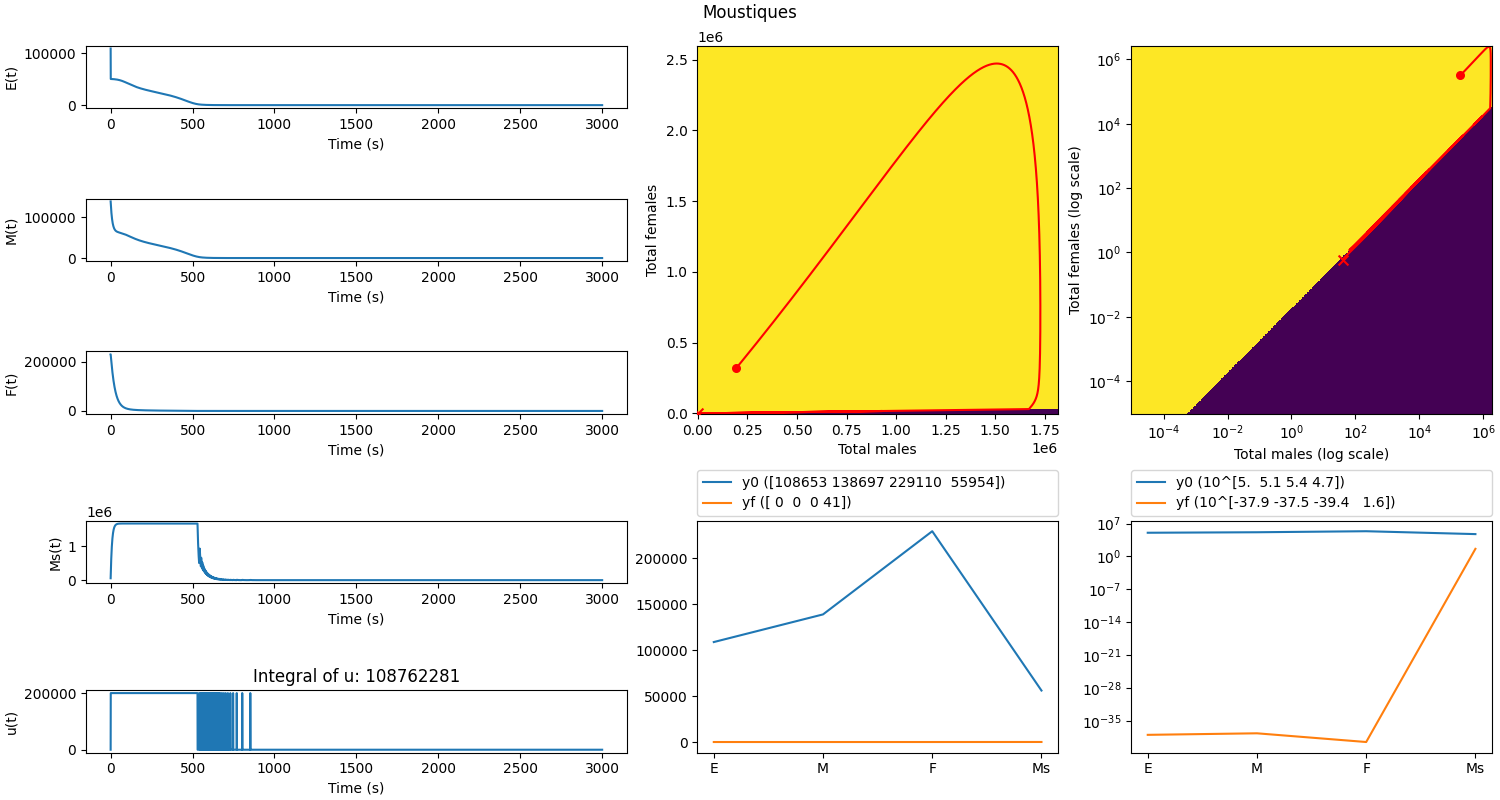 Moustiques
E(t)
100000
0
0 500 1000 1500 2000 2500 3000
Time (s)
M(t)
100000
0
0 500 1000 1500 2000 2500 3000
Time (s)
F(t)
200000
0
0 500 1000 1500 2000 2500 3000
Time (s)
1e6
Ms(t)
1
0
0 500 1000 1500 2000 2500 3000
Time (s)
Integral of u: 108762281
u(t)
200000
0
0 500 1000 1500 2000 2500 3000
Time (s)
1e6
Total females
2.5
2.0
1.5
1.0
0.5
0.0
0.00 0.25 0.50 0.75 1.00 1.25 1.50 1.75
1e6
Total males
Total females (log scale)
10^6
10^4
10^2
10^0
10^-2
10^-4
10^-4 10^-2 10^0 10^2 10^4 10^6
Total males (log scale)
y0 ([108653 138697 229110  55954])
yf ([ 0  0  0 41])
200000
150000
100000
50000
0
E M F Ms
y0 (10^[5.  5.1 5.4 4.7])
yf (10^[-37.9 -37.5 -39.4   1.6])
10^7
10^0
10^-7
10^-14
10^-21
10^-28
10^-35
E M F Ms